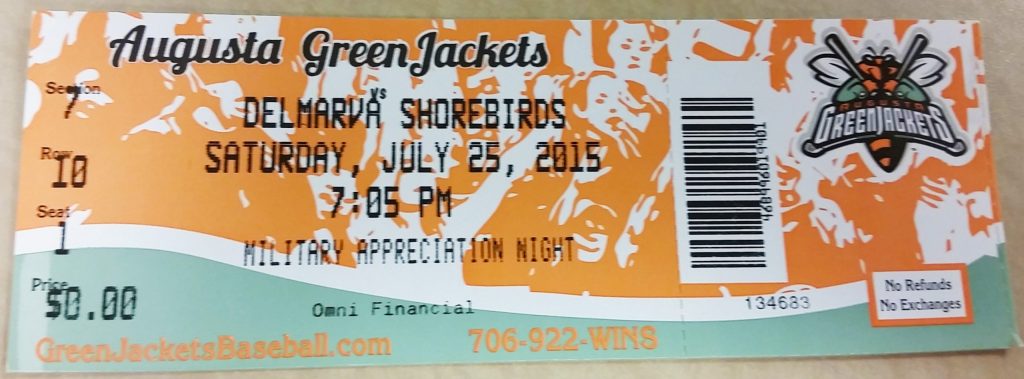 Augusta GreenJackets
Section
7
vs
DELMARVA SHOREBIRDS
SATURDAY, JULY 25, 2015
Row
10
7:05 PM
Seat
1
MILITARY APPRECIATION NIGHT
Price
$0.00
Omni Financial
GreenJacketsBaseball.com
706-922-WINS
134683
AUGUSTA
GREENJACKETS
No Refunds
No Exchanges